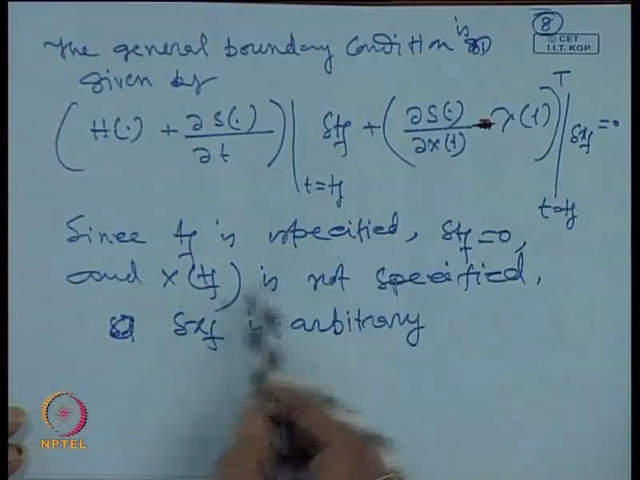 8
© CET
I.I.T. KGP
The general boundary condition is
given by
(H(·) + ∂S(·)/∂t)|t=tf δtf + (∂S(·)/∂x(t) - λ(t))ᵀ|t=tf δxf = 0
Since tf is specified, δtf = 0,
and x(tf) is not specified,
δxf is arbitrary
NPTEL